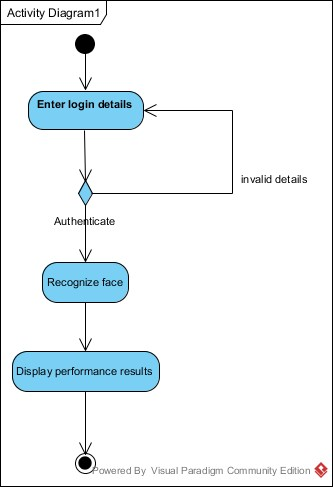 Activity Diagram1
Enter login details
invalid details
Authenticate
Recognize face
Display performance results
Powered By Visual Paradigm Community Edition